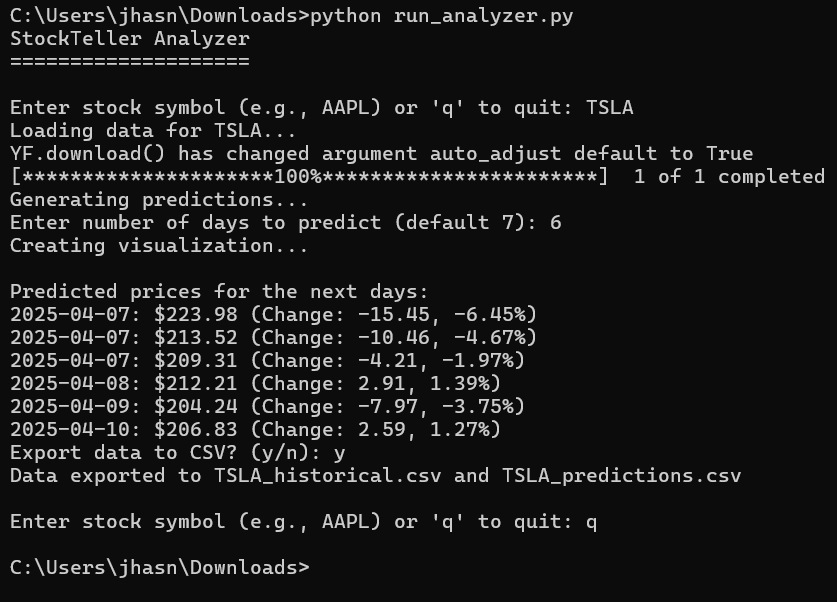 C:\Users\jhasn\Downloads>python run_analyzer.py
StockTeller Analyzer
====================
Enter stock symbol (e.g., AAPL) or 'q' to quit: TSLA
Loading data for TSLA...
YF.download() has changed argument auto_adjust default to True
[*********************100%***********************]  1 of 1 completed
Generating predictions...
Enter number of days to predict (default 7): 6
Creating visualization...
Predicted prices for the next days:
2025-04-07: $223.98 (Change: -15.45, -6.45%)
2025-04-07: $213.52 (Change: -10.46, -4.67%)
2025-04-07: $209.31 (Change: -4.21, -1.97%)
2025-04-08: $212.21 (Change: 2.91, 1.39%)
2025-04-09: $204.24 (Change: -7.97, -3.75%)
2025-04-10: $206.83 (Change: 2.59, 1.27%)
Export data to CSV? (y/n): y
Data exported to TSLA_historical.csv and TSLA_predictions.csv
Enter stock symbol (e.g., AAPL) or 'q' to quit: q
C:\Users\jhasn\Downloads>